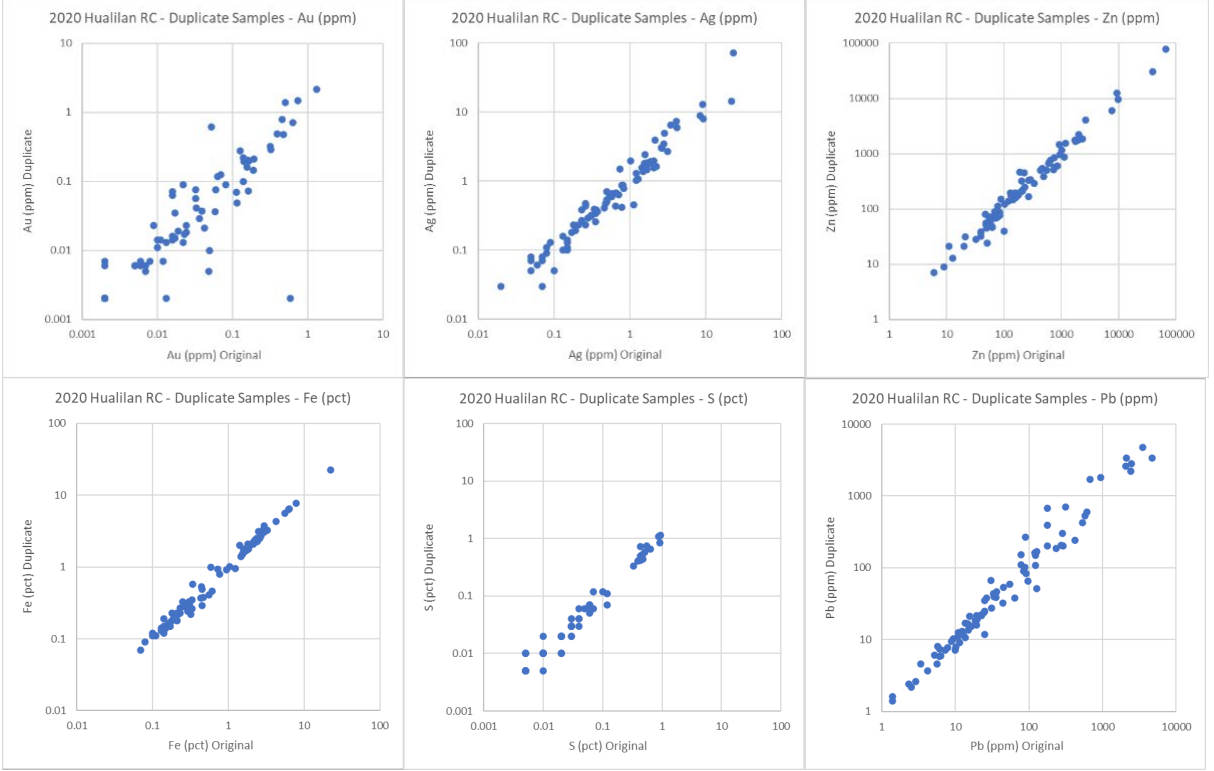 2020 Hualilan RC - Duplicate Samples - Au (ppm)
10
1
0.1
0.01
0.001
Au (ppm) Duplicate
0.001 0.01 0.1 1 10
Au (ppm) Original
2020 Hualilan RC - Duplicate Samples - Ag (ppm)
100
10
1
0.1
0.01
Ag (ppm) Duplicate
0.01 0.1 1 10 100
Ag (ppm) Original
2020 Hualilan RC - Duplicate Samples - Zn (ppm)
100000
10000
1000
100
10
1
Zn (ppm) Duplicate
1 10 100 1000 10000 100000
Zn (ppm) Original
2020 Hualilan RC - Duplicate Samples - Fe (pct)
100
10
1
0.1
0.01
Fe (pct) Duplicate
0.01 0.1 1 10 100
Fe (pct) Original
2020 Hualilan RC - Duplicate Samples - S (pct)
100
10
1
0.1
0.01
0.001
S (pct) Duplicate
0.001 0.01 0.1 1 10 100
S (pct) Original
2020 Hualilan RC - Duplicate Samples - Pb (ppm)
10000
1000
100
10
1
Pb (ppm) Duplicate
1 10 100 1000 10000
Pb (ppm) Original